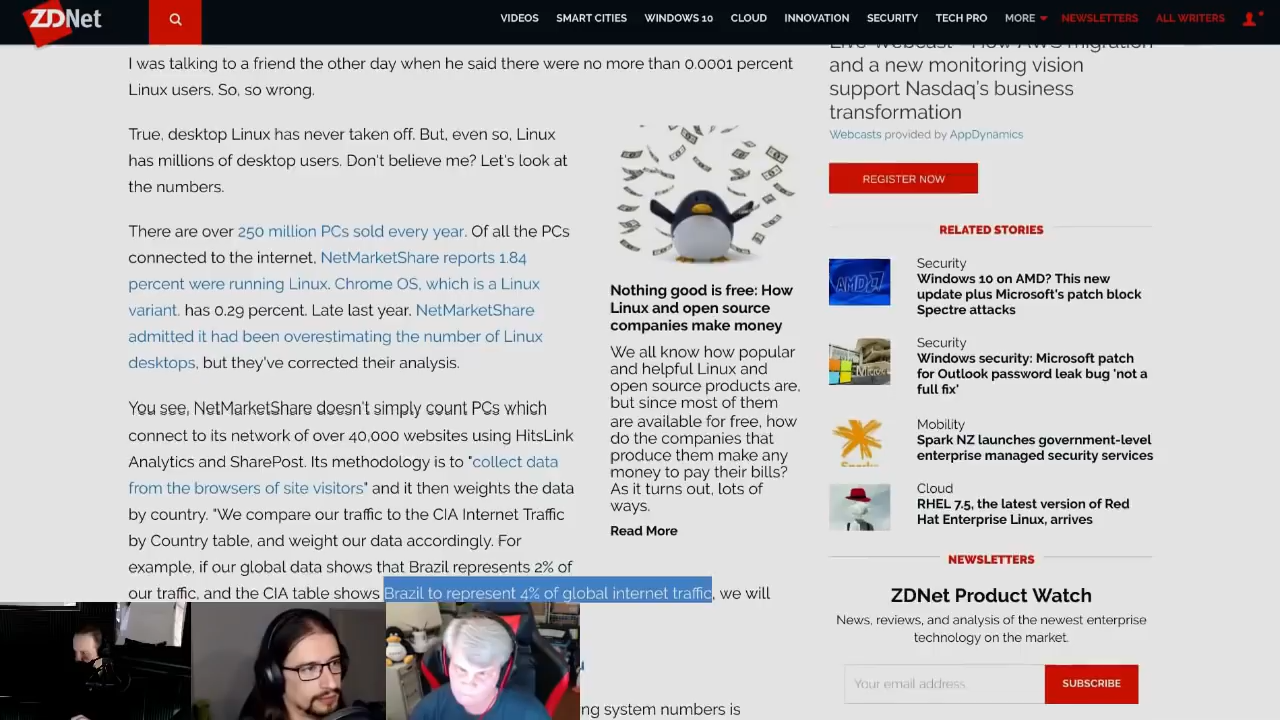 ZDNet
VIDEOS SMART CITIES WINDOWS 10 CLOUD INNOVATION SECURITY TECH PRO MORE NEWSLETTERS ALL WRITERS
I was talking to a friend the other day when he said there were no more than 0.0001 percent
Linux users. So, so wrong.
True, desktop Linux has never taken off. But, even so, Linux
has millions of desktop users. Don't believe me? Let's look at
the numbers.
There are over 250 million PCs sold every year. Of all the PCs
connected to the internet, NetMarketShare reports 1.84
percent were running Linux. Chrome OS, which is a Linux
variant, has 0.29 percent. Late last year, NetMarketShare
admitted it had been overestimating the number of Linux
desktops, but they've corrected their analysis.
You see, NetMarketShare doesn't simply count PCs which
connect to its network of over 40,000 websites using HitsLink
Analytics and SharePost. Its methodology is to "collect data
from the browsers of site visitors" and it then weights the data
by country. "We compare our traffic to the CIA Internet Traffic
by Country table, and weight our data accordingly. For
example, if our global data shows that Brazil represents 2% of
our traffic, and the CIA table shows Brazil to represent 4% of global internet traffic, we will
ng system numbers is
Nothing good is free: How
Linux and open source
companies make money
We all know how popular
and helpful Linux and
open source products are,
but since most of them
are available for free, how
do the companies that
produce them make any
money to pay their bills?
As it turns out, lots of
ways.
Read More
Live Webcast - How AWS migration
and a new monitoring vision
support Nasdaq's business
transformation
Webcasts provided by AppDynamics
REGISTER NOW
RELATED STORIES
Security
Windows 10 on AMD? This new
update plus Microsoft's patch block
Spectre attacks
Security
Windows security: Microsoft patch
for Outlook password leak bug 'not a
full fix'
Mobility
Spark NZ launches government-level
enterprise managed security services
Cloud
RHEL 7.5, the latest version of Red
Hat Enterprise Linux, arrives
NEWSLETTERS
ZDNet Product Watch
News, reviews, and analysis of the newest enterprise
technology on the market.
Your email address
SUBSCRIBE